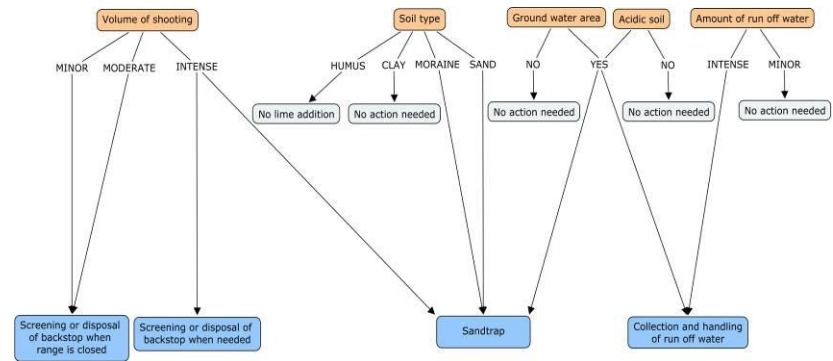 Volume of shooting
Soil type
Ground water area
Acidic soil
Amount of run off water
MINOR
MODERATE
INTENSE
HUMUS
CLAY
MORAINE
SAND
NO
YES
NO
INTENSE
MINOR
No lime addition
No action needed
No action needed
No action needed
No action needed
Screening or disposal
of backstop when
range is closed
Screening or disposal of
backstop when needed
Sandtrap
Collection and handling
of run off water